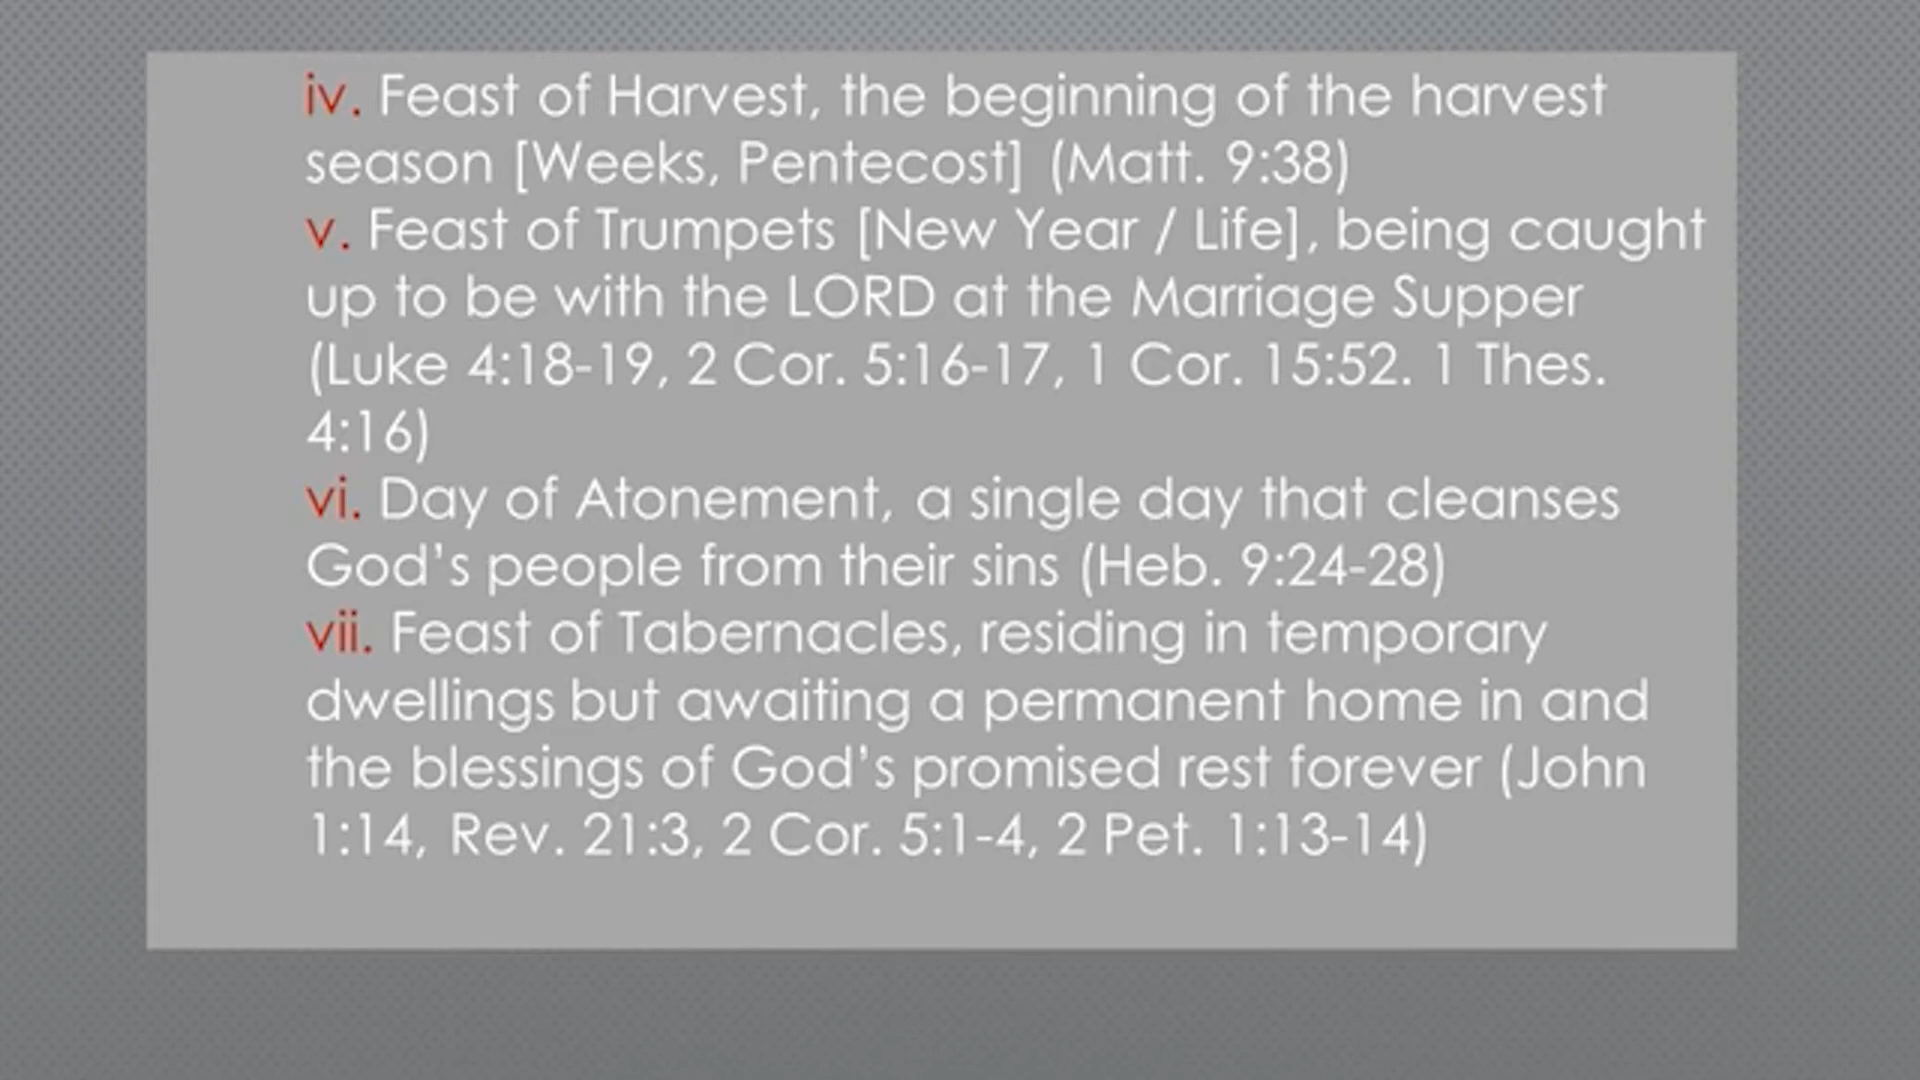 iv. Feast of Harvest, the beginning of the harvest
season [Weeks, Pentecost] (Matt. 9:38)
v. Feast of Trumpets [New Year / Life], being caught
up to be with the LORD at the Marriage Supper
(Luke 4:18-19, 2 Cor. 5:16-17, 1 Cor. 15:52. 1 Thes.
4:16)
vi. Day of Atonement, a single day that cleanses
God’s people from their sins (Heb. 9:24-28)
vii. Feast of Tabernacles, residing in temporary
dwellings but awaiting a permanent home in and
the blessings of God’s promised rest forever (John
1:14, Rev. 21:3, 2 Cor. 5:1-4, 2 Pet. 1:13-14)